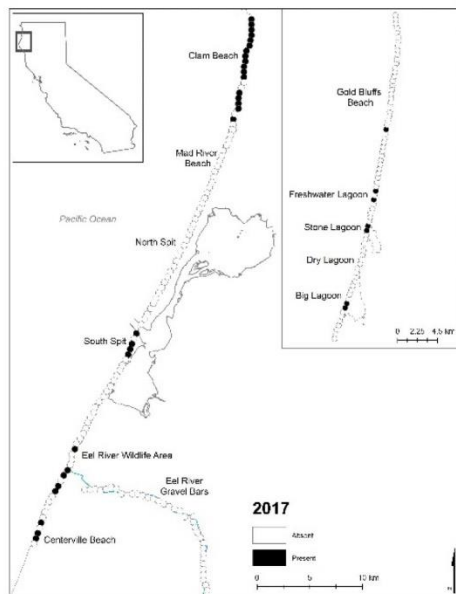 Clam Beach
Mad River
Beach
Pacific Ocean
North Spit
South Spit
Eel River Wildlife Area
Eel River
Gravel Bars
Centerville Beach
Gold Bluffs
Beach
Freshwater Lagoon
Stone Lagoon
Dry Lagoon
Big Lagoon
0 2.25 4.5 km
2017
Absent
Present
0 5 10 km